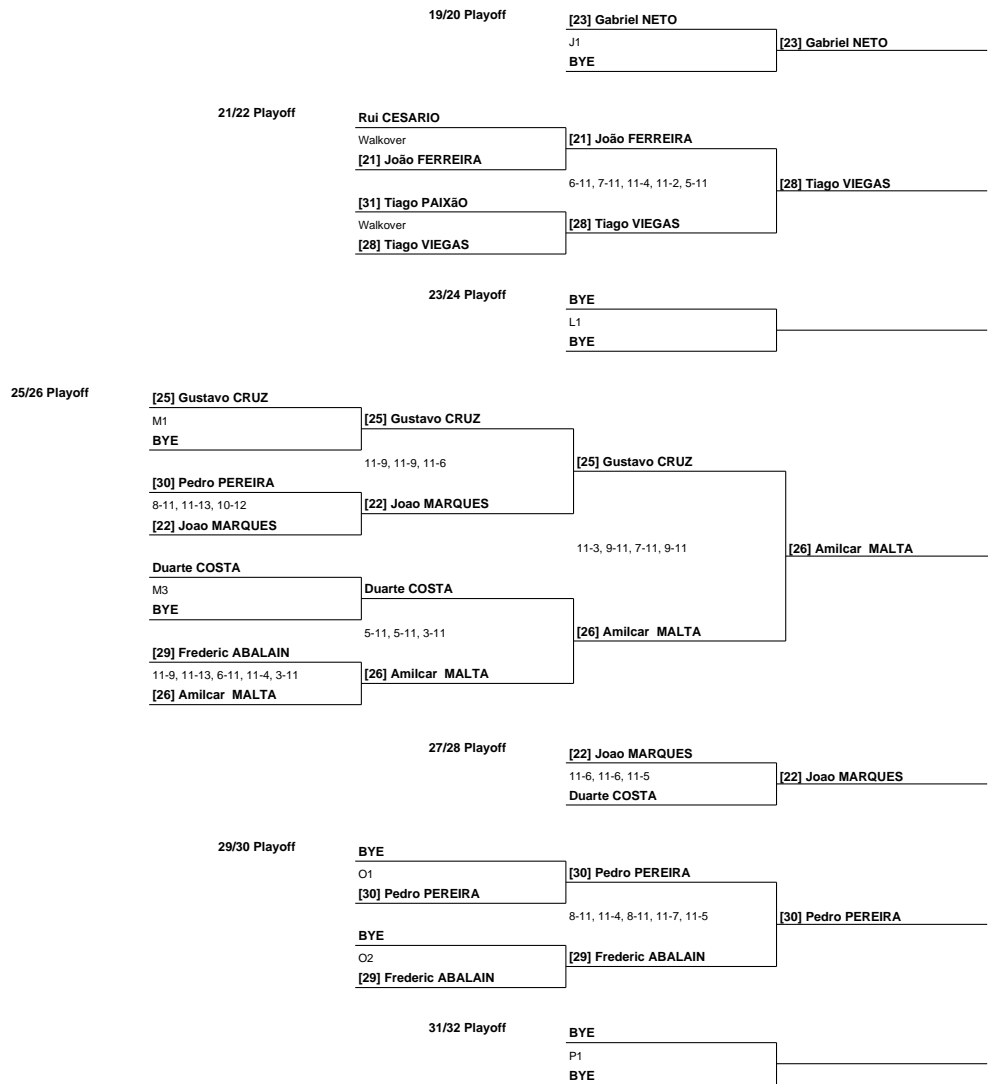 19/20 Playoff
[23] Gabriel NETO
J1
[23] Gabriel NETO
BYE
21/22 Playoff
Rui CESARIO
Walkover
[21] João FERREIRA
[21] João FERREIRA
6-11, 7-11, 11-4, 11-2, 5-11
[28] Tiago VIEGAS
[31] Tiago PAIXãO
Walkover
[28] Tiago VIEGAS
[28] Tiago VIEGAS
23/24 Playoff
BYE
L1
BYE
25/26 Playoff
[25] Gustavo CRUZ
M1
[25] Gustavo CRUZ
BYE
11-9, 11-9, 11-6
[25] Gustavo CRUZ
[30] Pedro PEREIRA
8-11, 11-13, 10-12
[22] Joao MARQUES
[22] Joao MARQUES
11-3, 9-11, 7-11, 9-11
[26] Amilcar  MALTA
Duarte COSTA
M3
Duarte COSTA
BYE
5-11, 5-11, 3-11
[26] Amilcar  MALTA
[29] Frederic ABALAIN
11-9, 11-13, 6-11, 11-4, 3-11
[26] Amilcar  MALTA
[26] Amilcar  MALTA
27/28 Playoff
[22] Joao MARQUES
11-6, 11-6, 11-5
[22] Joao MARQUES
Duarte COSTA
29/30 Playoff
BYE
O1
[30] Pedro PEREIRA
[30] Pedro PEREIRA
8-11, 11-4, 8-11, 11-7, 11-5
[30] Pedro PEREIRA
BYE
O2
[29] Frederic ABALAIN
[29] Frederic ABALAIN
31/32 Playoff
BYE
P1
BYE